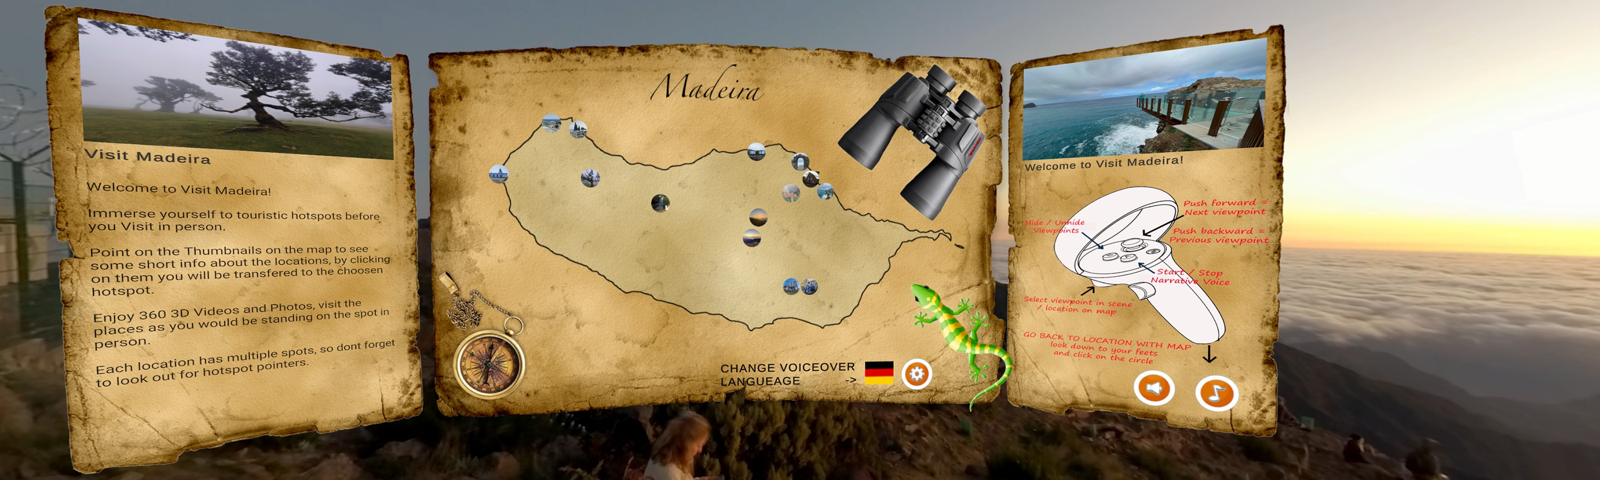 Visit Madeira
Welcome to Visit Madeira!
Immerse yourself to touristic hotspots before
you Visit in person.
Point on the Thumbnails on the map to see
some short info about the locations, by clicking
on them you will be transfered to the choosen
hotspot.
Enjoy 360 3D Videos and Photos, visit the
places as you would be standing on the spot in
person.
Each location has multiple spots, so dont forget
to look out for hotspot pointers.
Madeira
CHANGE VOICEOVER
LANGUEAGE ->
Welcome to Visit Madeira!
Push forward =
Next viewpoint
Hide / Unhide
Viewpoints
Push backward =
Previous viewpoint
Start / Stop
Narrative Voice
Select viewpoint in scene
/ location on map
GO BACK TO LOCATION WITH MAP
look down to your feets
and click on the circle